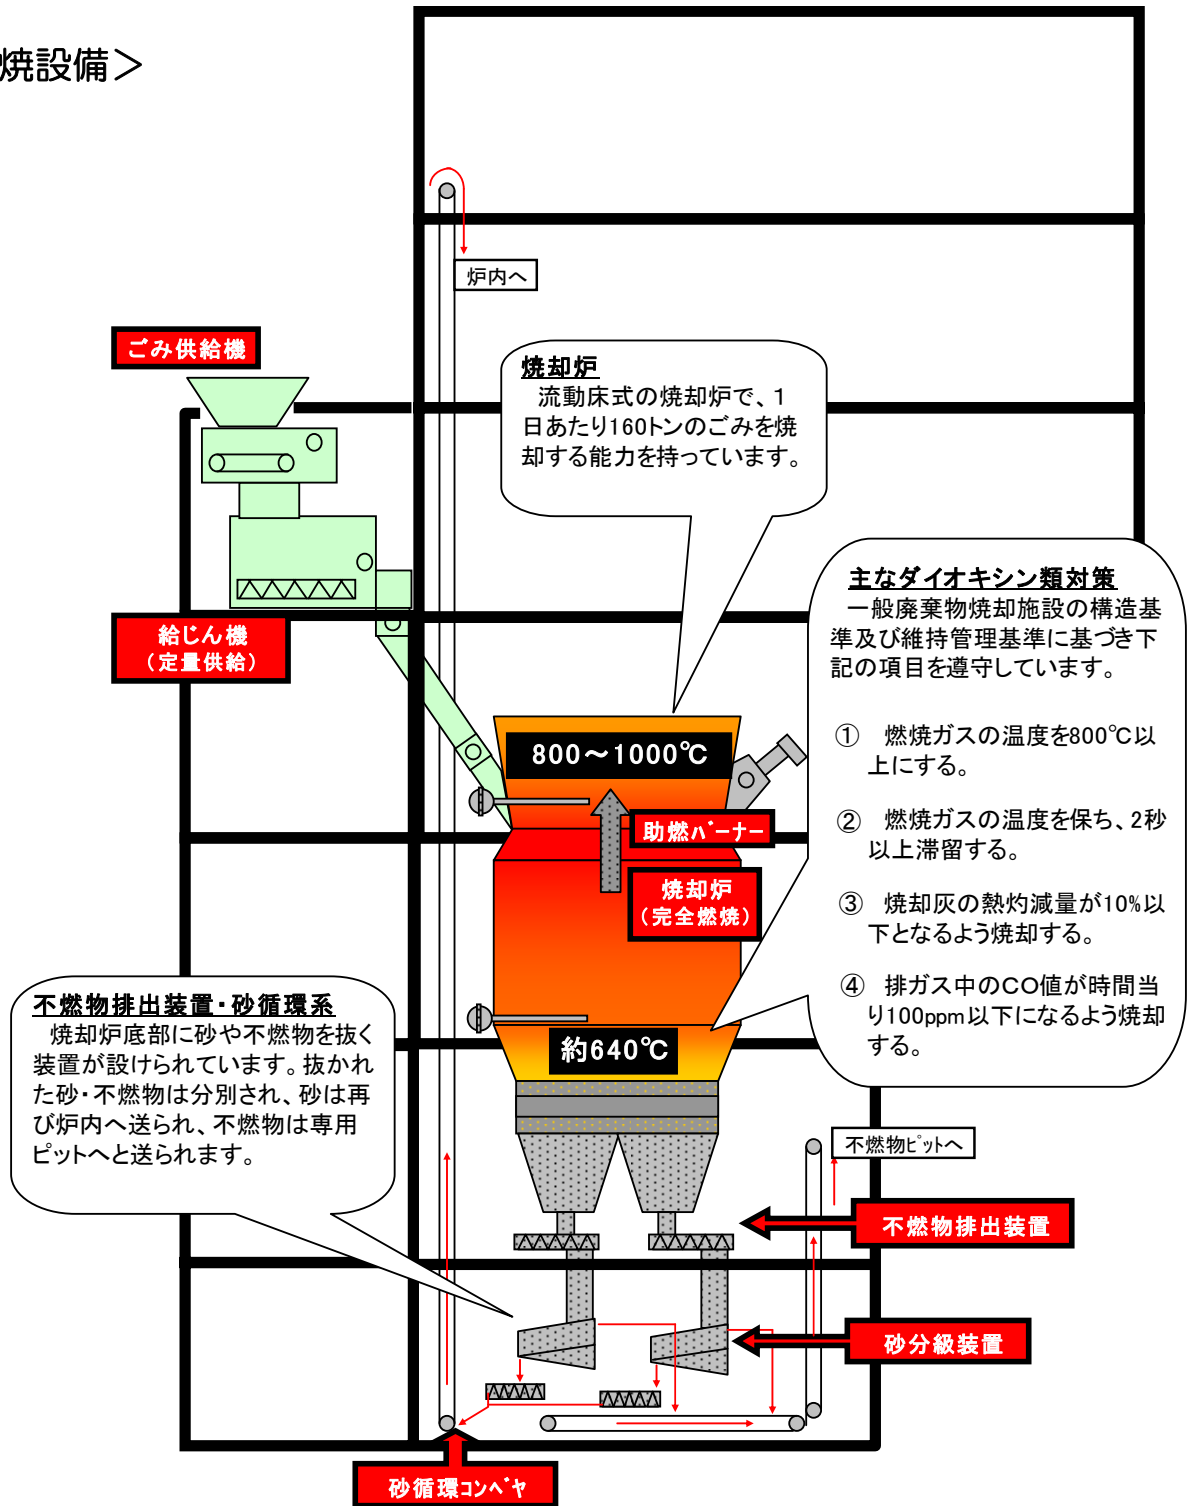 焼設備＞
炉内へ
ごみ供給機
焼却炉
流動床式の焼却炉で、1
日あたり160トンのごみを焼
却する能力を持っています。
主なダイオキシン類対策
一般廃棄物焼却施設の構造基
準及び維持管理基準に基づき下
記の項目を遵守しています。
① 燃焼ガスの温度を800℃以
上にする。
② 燃焼ガスの温度を保ち、2秒
以上滞留する。
③ 焼却灰の熱灼減量が10%以
下となるよう焼却する。
④ 排ガス中のCO値が時間当
り100ppm以下になるよう焼却
する。
給じん機
（定量供給）
800～1000℃
助燃ﾊﾞｰﾅｰ
焼却炉
（完全燃焼）
不燃物排出装置・砂循環系
焼却炉底部に砂や不燃物を抜く
装置が設けられています。抜かれ
た砂・不燃物は分別され、砂は再
び炉内へ送られ、不燃物は専用
ピットへと送られます。
約640℃
不燃物ﾋﾟｯﾄへ
不燃物排出装置
砂分級装置
砂循環ｺﾝﾍﾞﾔ